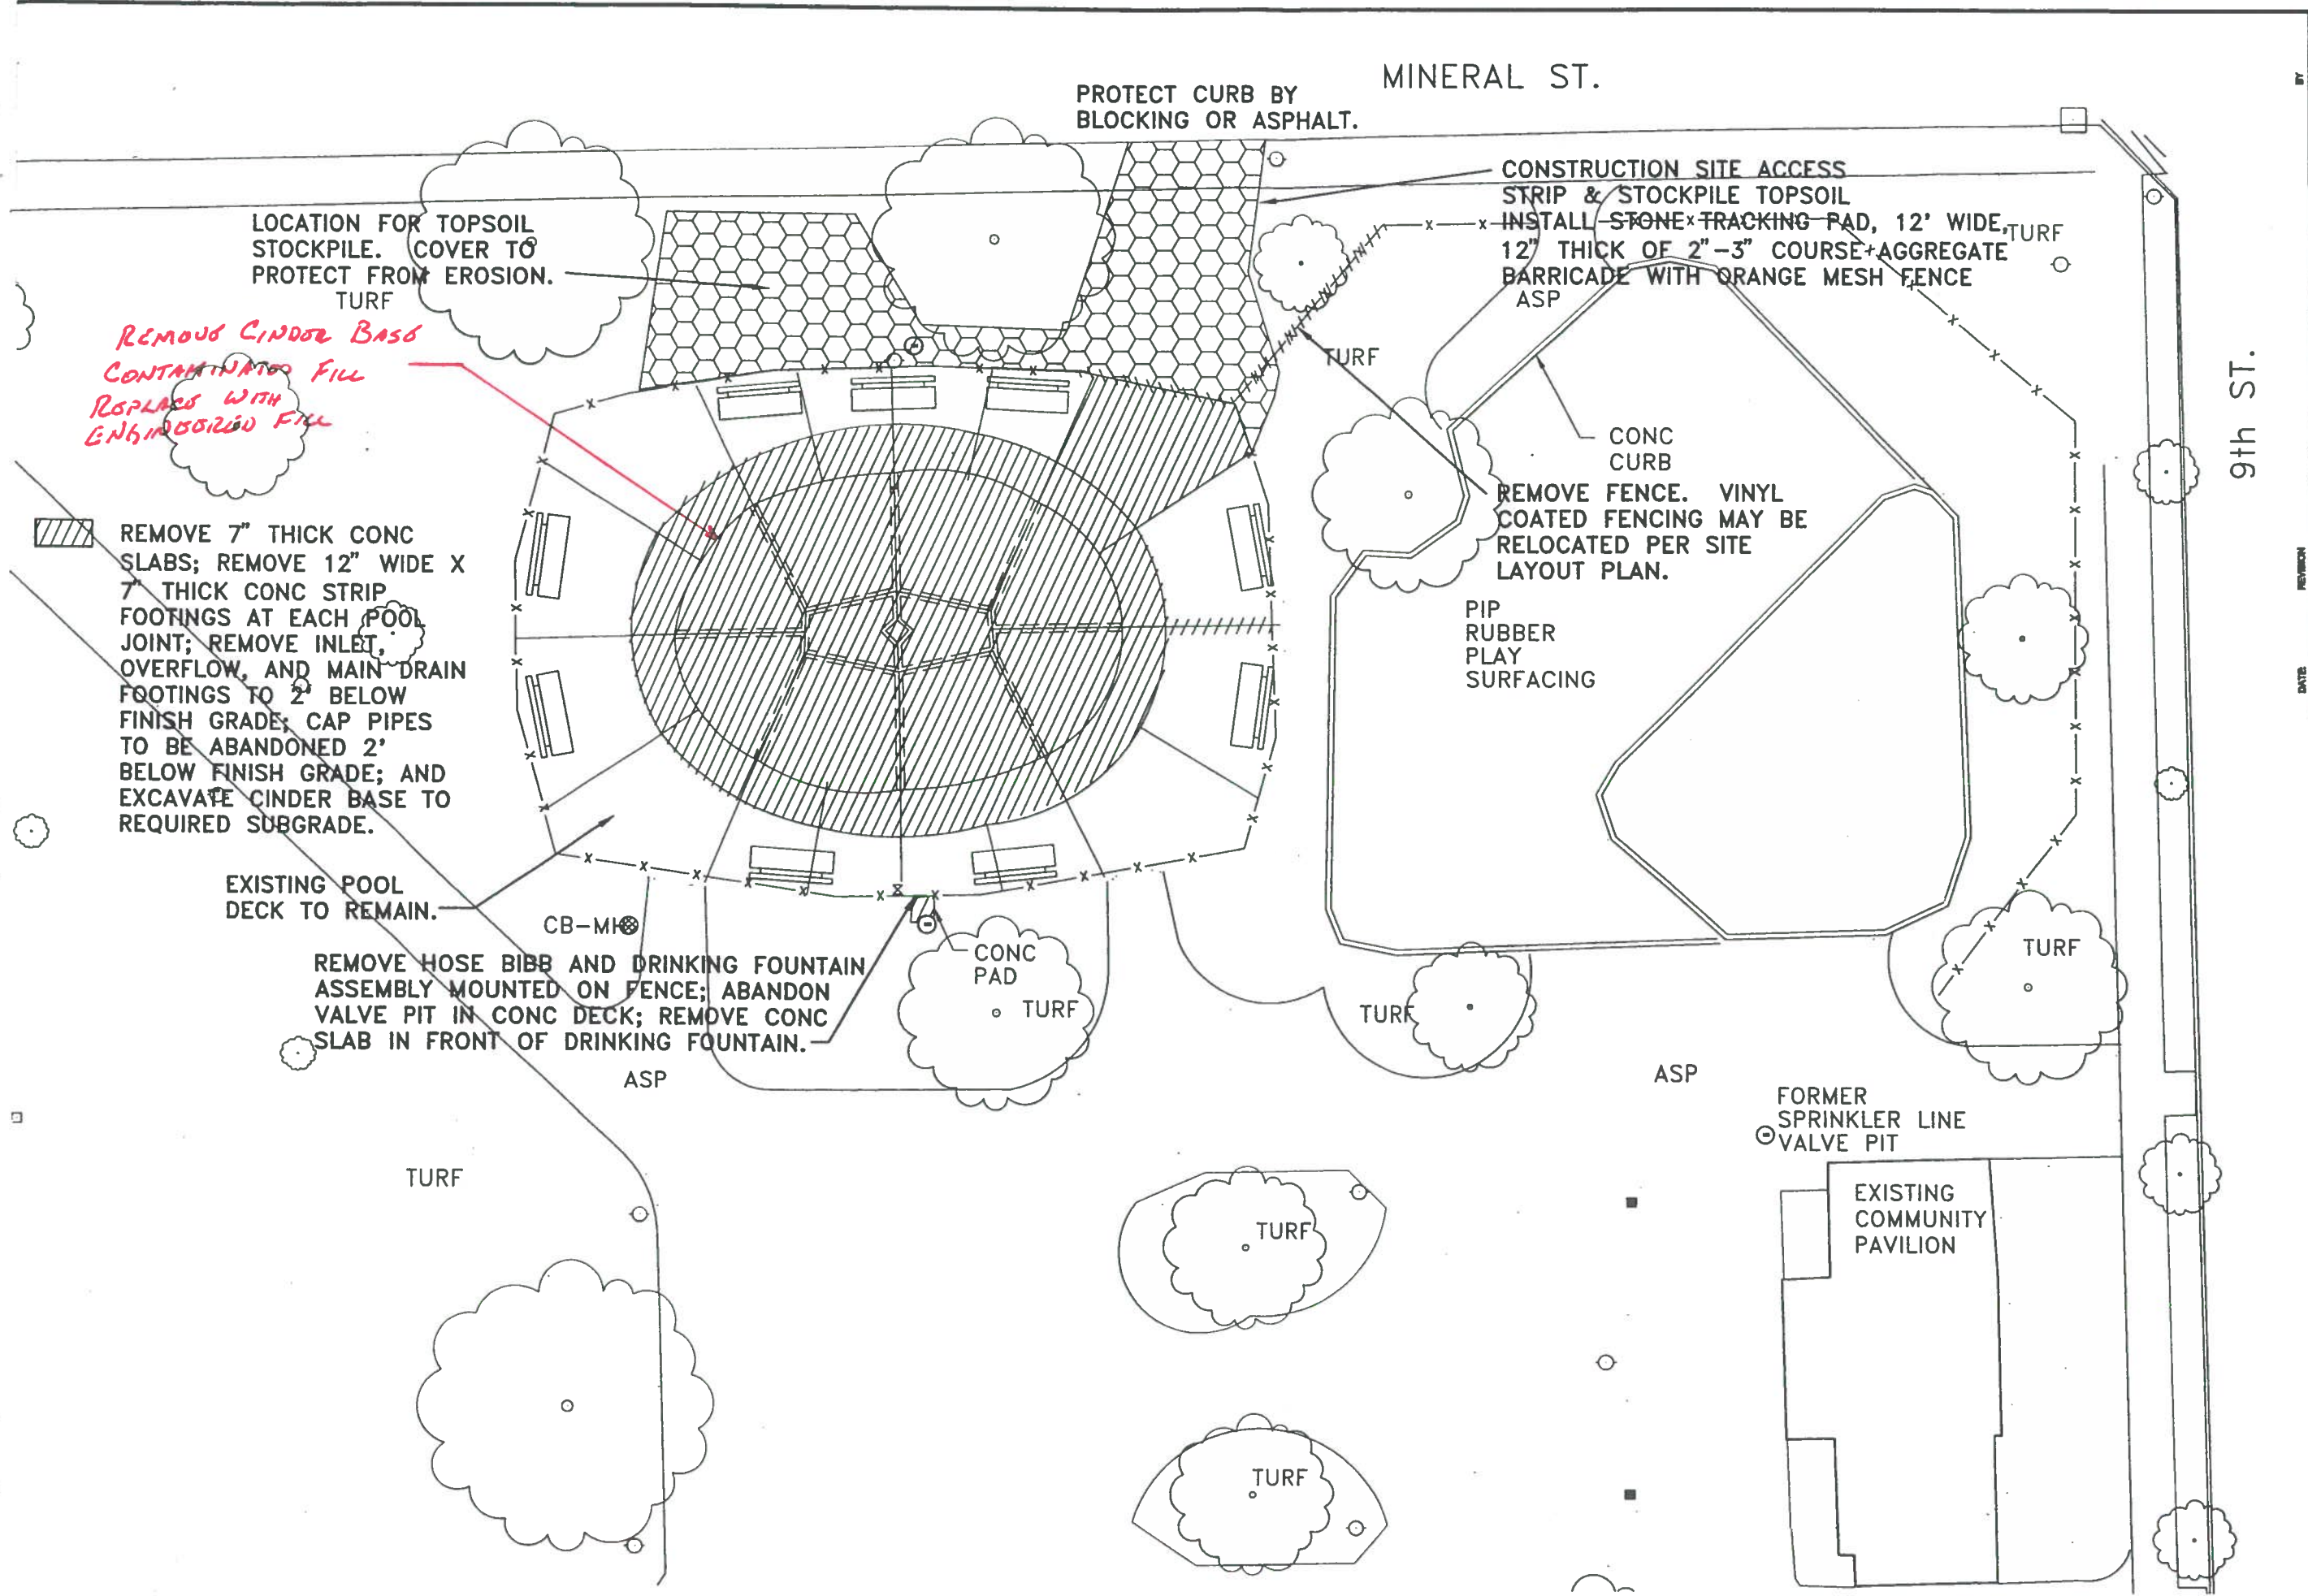 MINERAL ST.
PROTECT CURB BY
BLOCKING OR ASPHALT.
CONSTRUCTION SITE ACCESS
STRIP & STOCKPILE TOPSOIL
INSTALL STONE TRACKING PAD, 12' WIDE,
12" THICK OF 2"-3" COURSE AGGREGATE
BARRICADE WITH ORANGE MESH FENCE
ASP
TURF
LOCATION FOR TOPSOIL
STOCKPILE. COVER TO
PROTECT FROM EROSION.
TURF
REMOVE CINDER BASE
CONTAMINATED FILL
REPLACE WITH
ENGINEERED FILL
TURF
9th ST.
BY
REVISION
DATE
CONC
CURB
REMOVE FENCE. VINYL
COATED FENCING MAY BE
RELOCATED PER SITE
LAYOUT PLAN.
PIP
RUBBER
PLAY
SURFACING
REMOVE 7" THICK CONC
SLABS; REMOVE 12" WIDE X
7" THICK CONC STRIP
FOOTINGS AT EACH POOL
JOINT; REMOVE INLET,
OVERFLOW, AND MAIN DRAIN
FOOTINGS TO 2' BELOW
FINISH GRADE; CAP PIPES
TO BE ABANDONED 2'
BELOW FINISH GRADE; AND
EXCAVATE CINDER BASE TO
REQUIRED SUBGRADE.
EXISTING POOL
DECK TO REMAIN.
CB-MH
REMOVE HOSE BIBB AND DRINKING FOUNTAIN
ASSEMBLY MOUNTED ON FENCE; ABANDON
VALVE PIT IN CONC DECK; REMOVE CONC
SLAB IN FRONT OF DRINKING FOUNTAIN.
CONC
PAD
TURF
TURF
TURF
ASP
ASP
FORMER
SPRINKLER LINE
VALVE PIT
TURF
EXISTING
COMMUNITY
PAVILION
TURF
TURF